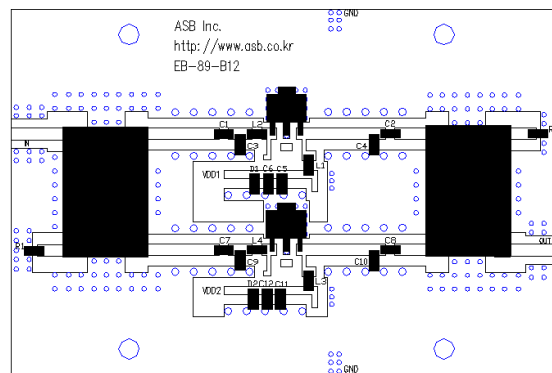 GND
ASB Inc.
http://www.asb.co.kr
EB-89-B12
C1
L2
C2
R
IN
C3
C4
L1
VDD1
D1 C6 C5
C7
L4
C8
OUT
C9
C10
L3
VDD2
D2 C12 C11
GND